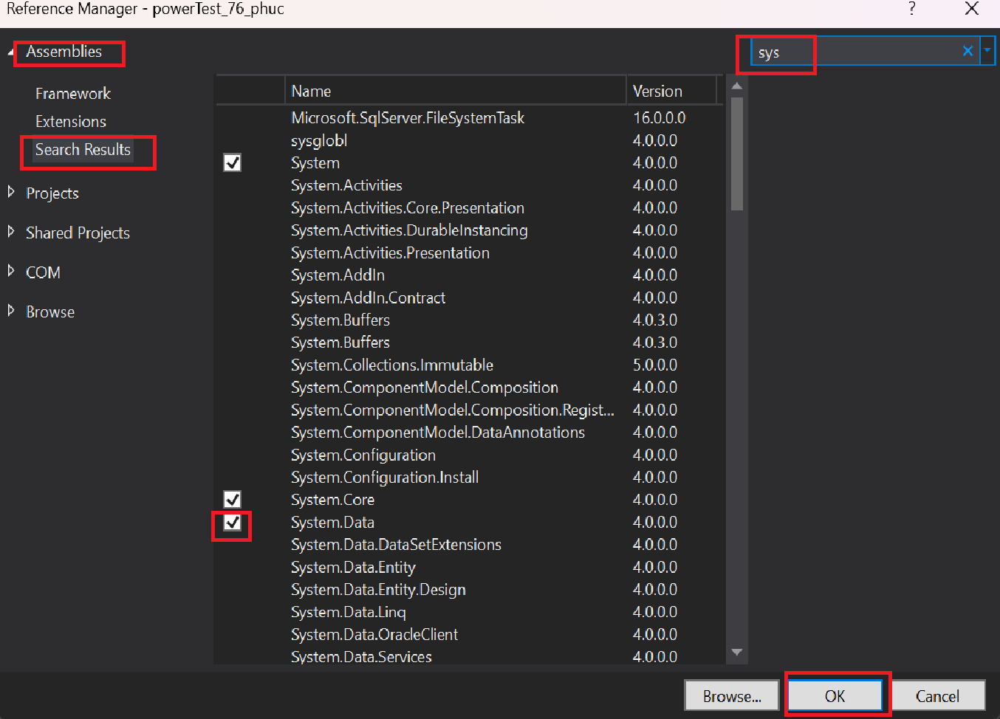 Reference Manager - powerTest_76_phuc ? X
Assemblies
Framework
Extensions
Search Results
Projects
Shared Projects
COM
Browse
sys
Name Version
Microsoft.SqlServer.FileSystemTask 16.0.0.0
sysglobl 4.0.0.0
System 4.0.0.0
System.Activities 4.0.0.0
System.Activities.Core.Presentation 4.0.0.0
System.Activities.DurableInstancing 4.0.0.0
System.Activities.Presentation 4.0.0.0
System.AddIn 4.0.0.0
System.AddIn.Contract 4.0.0.0
System.Buffers 4.0.3.0
System.Buffers 4.0.3.0
System.Collections.Immutable 5.0.0.0
System.ComponentModel.Composition 4.0.0.0
System.ComponentModel.Composition.Regist... 4.0.0.0
System.ComponentModel.DataAnnotations 4.0.0.0
System.Configuration 4.0.0.0
System.Configuration.Install 4.0.0.0
System.Core 4.0.0.0
System.Data 4.0.0.0
System.Data.DataSetExtensions 4.0.0.0
System.Data.Entity 4.0.0.0
System.Data.Entity.Design 4.0.0.0
System.Data.Linq 4.0.0.0
System.Data.OracleClient 4.0.0.0
System.Data.Services 4.0.0.0
Browse... OK Cancel